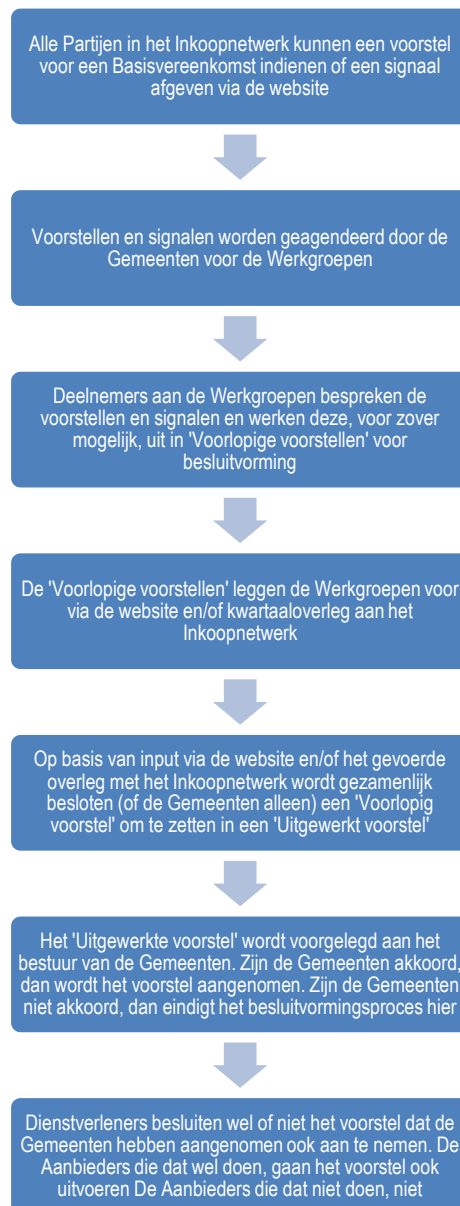 Alle Partijen in het Inkoopnetwerk kunnen een voorstel
voor een Basisvereenkomst indienen of een signaal
afgeven via de website
Voorstellen en signalen worden geagendeerd door de
Gemeenten voor de Werkgroepen
Deelnemers aan de Werkgroepen bespreken de
voorstellen en signalen en werken deze, voor zover
mogelijk, uit in 'Voorlopige voorstellen' voor
besluitvorming
De 'Voorlopige voorstellen' leggen de Werkgroepen voor
via de website en/of kwartaaloverleg aan het
Inkoopnetwerk
Op basis van input via de website en/of het gevoerde
overleg met het Inkoopnetwerk wordt gezamenlijk
besloten (of de Gemeenten alleen) een 'Voorlopig
voorstel' om te zetten in een 'Uitgewerkt voorstel'
Het 'Uitgewerkte voorstel' wordt voorgelegd aan het
bestuur van de Gemeenten. Zijn de Gemeenten akkoord,
dan wordt het voorstel aangenomen. Zijn de Gemeenten
niet akkoord, dan eindigt het besluitvormingsproces hier
Dienstverleners besluiten wel of niet het voorstel dat de
Gemeenten hebben aangenomen ook aan te nemen. De
Aanbieders die dat wel doen, gaan het voorstel ook
uitvoeren De Aanbieders die dat niet doen, niet